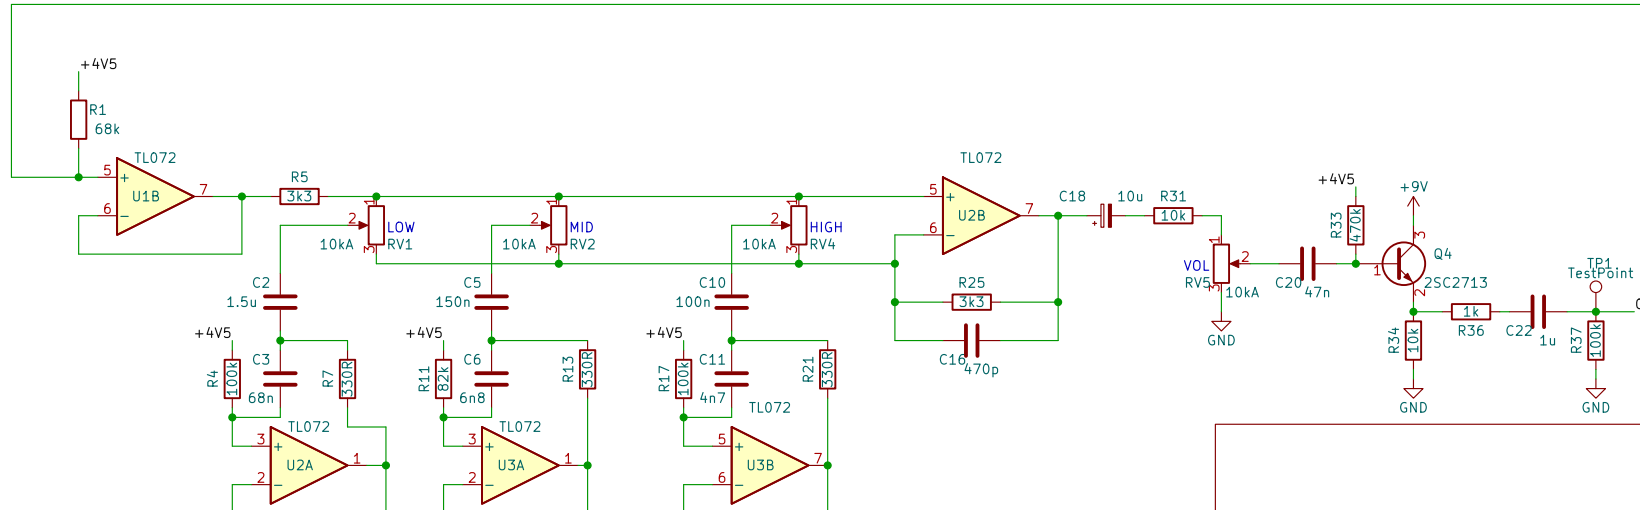 +4V5
R1
68k
TL072
5
+
U1B
7
6
−
R5
3k3
1
2
LOW
10kA
RV1
3
1
2
MID
10kA
RV2
3
1
2
HIGH
10kA
RV4
3
TL072
5
+
U2B
7
6
−
C18
10u
R31
10k
R25
3k3
C16
470p
1
VOL
2
RV5
3
10kA
GND
C20
47n
+4V5
R33
470k
+9V
3
Q4
1
2SC2713
2
R34
10k
GND
1k
R36
C22
1u
TP1
TestPoint
R37
100k
GND
C2
1.5u
+4V5
R4
100k
C3
68n
R7
330R
TL072
3
+
U2A
1
2
−
C5
150n
+4V5
R11
82k
C6
6n8
R13
330R
TL072
3
+
U3A
1
2
−
C10
100n
+4V5
R17
100k
C11
4n7
R21
330R
TL072
5
+
U3B
7
6
−